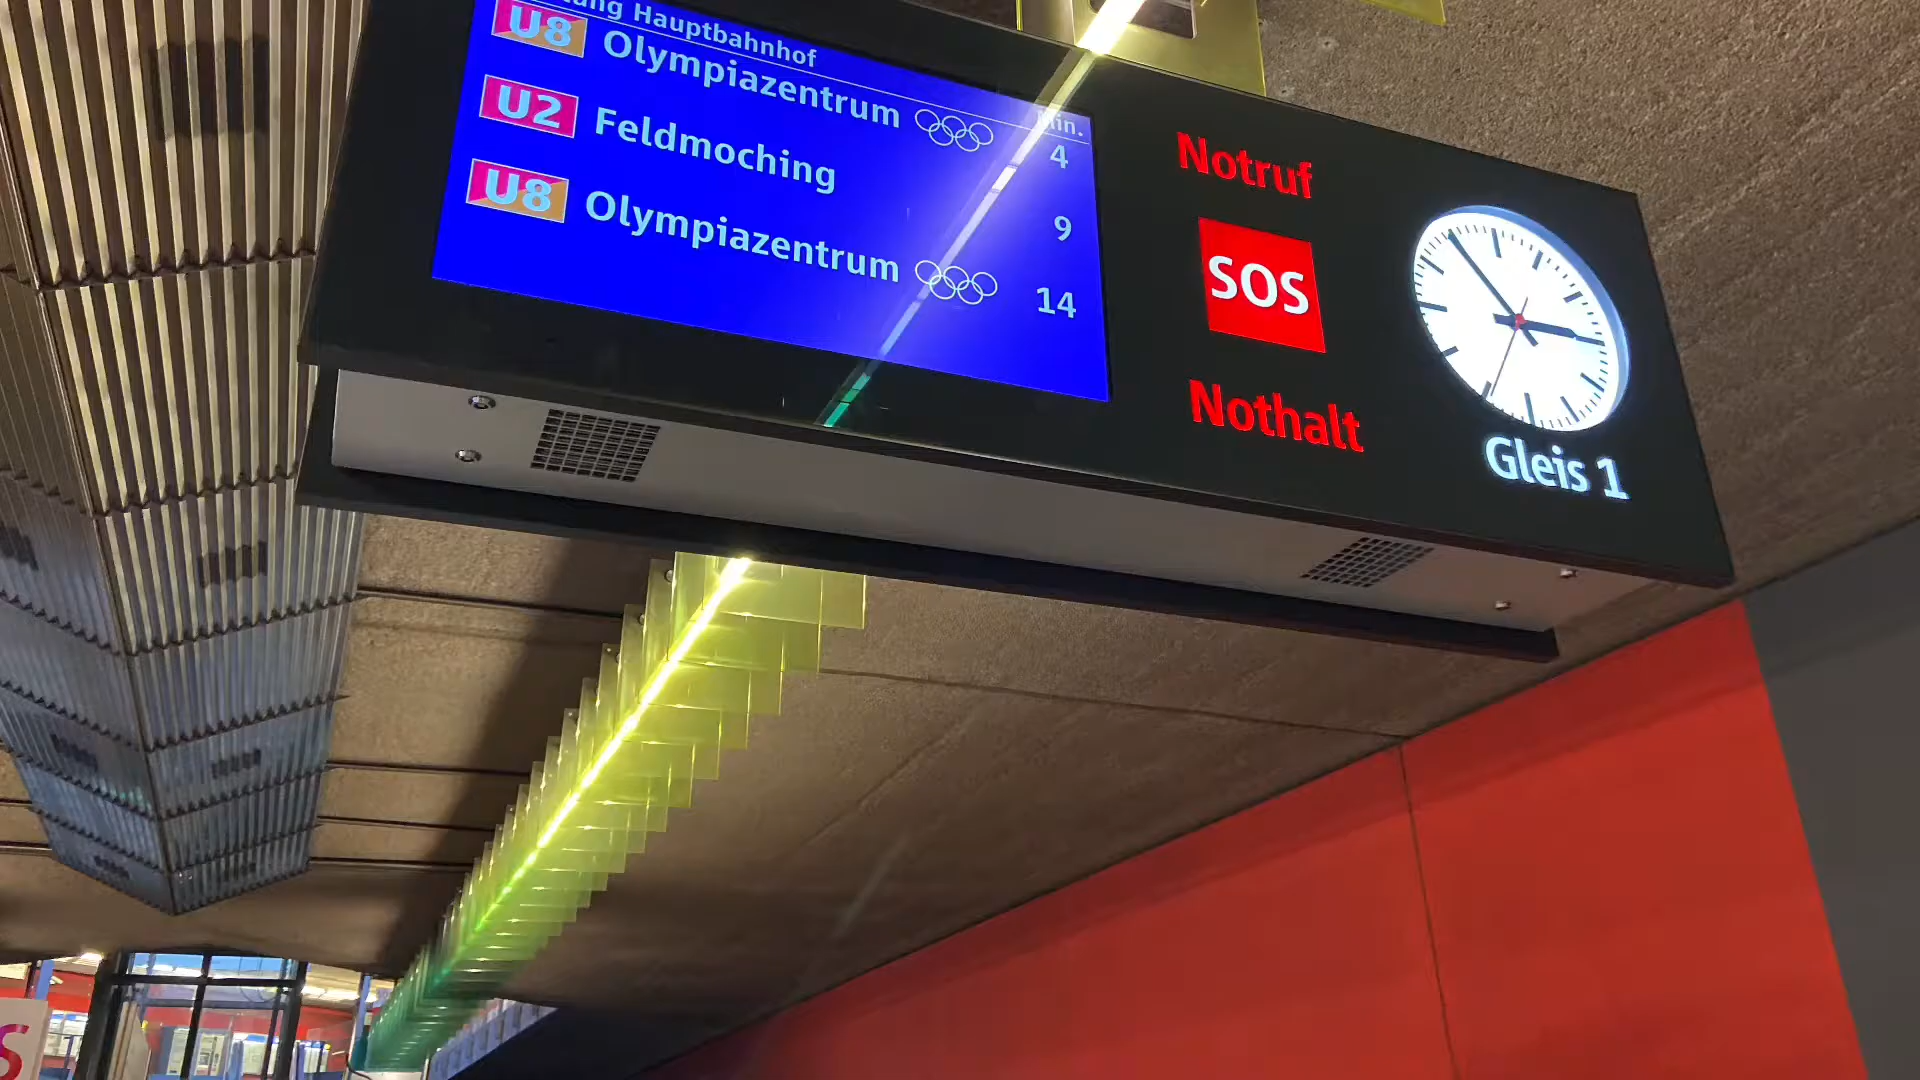 Hauptbahnhof
Min.
U8 Olympiazentrum 4
U2 Feldmoching 9
U8 Olympiazentrum 14
Notruf
SOS
Nothalt
Gleis 1
S